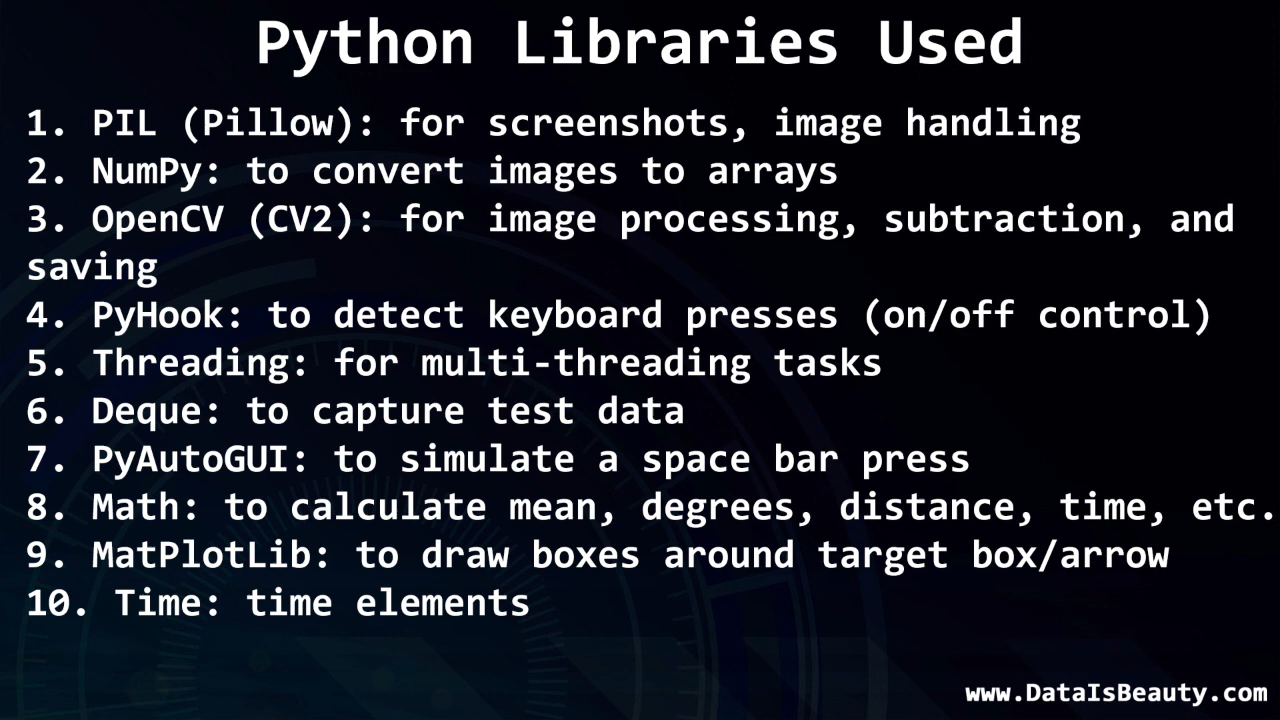 Python Libraries Used
1. PIL (Pillow): for screenshots, image handling
2. NumPy: to convert images to arrays
3. OpenCV (CV2): for image processing, subtraction, and
saving
4. PyHook: to detect keyboard presses (on/off control)
5. Threading: for multi-threading tasks
6. Deque: to capture test data
7. PyAutoGUI: to simulate a space bar press
8. Math: to calculate mean, degrees, distance, time, etc.
9. MatPlotLib: to draw boxes around target box/arrow
10. Time: time elements
www.DataIsBeauty.com